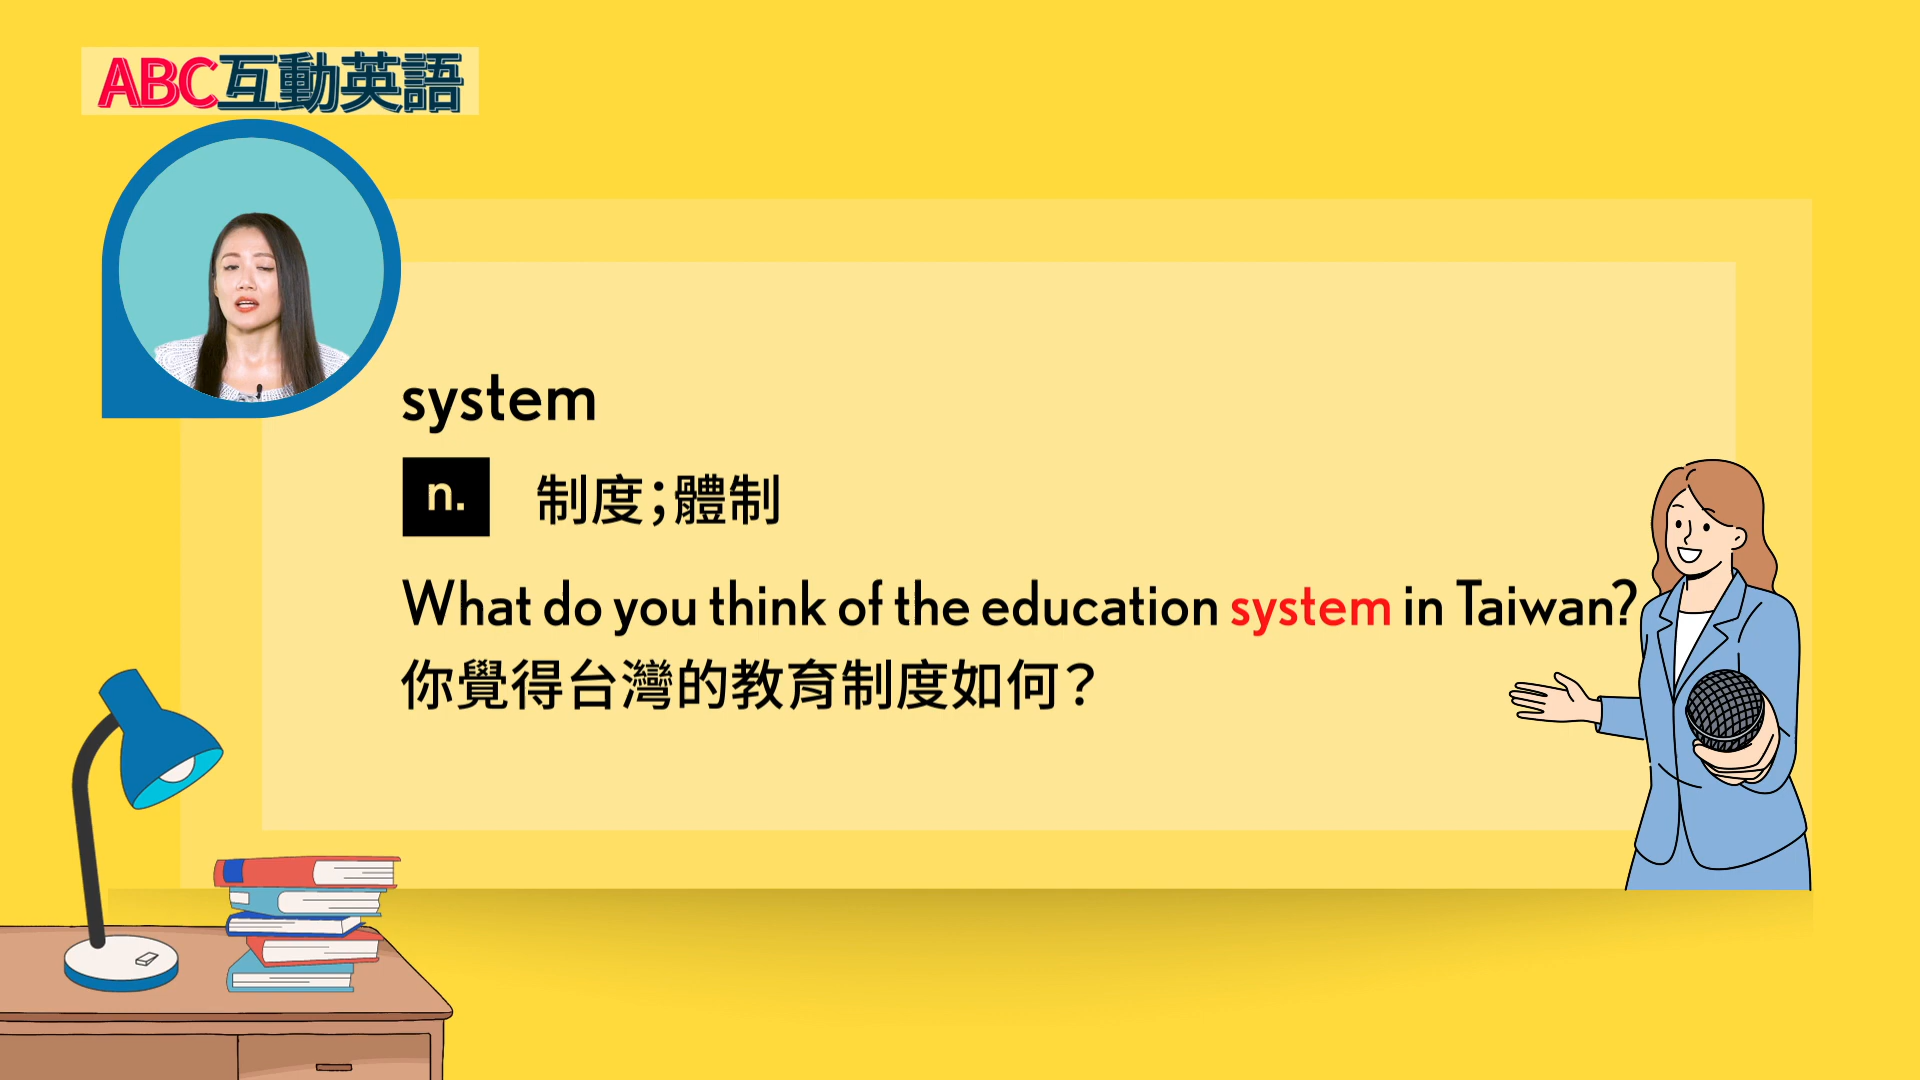 ABC互動英語
system
n. 制度；體制
What do you think of the education system in Taiwan?
你覺得台灣的教育制度如何？